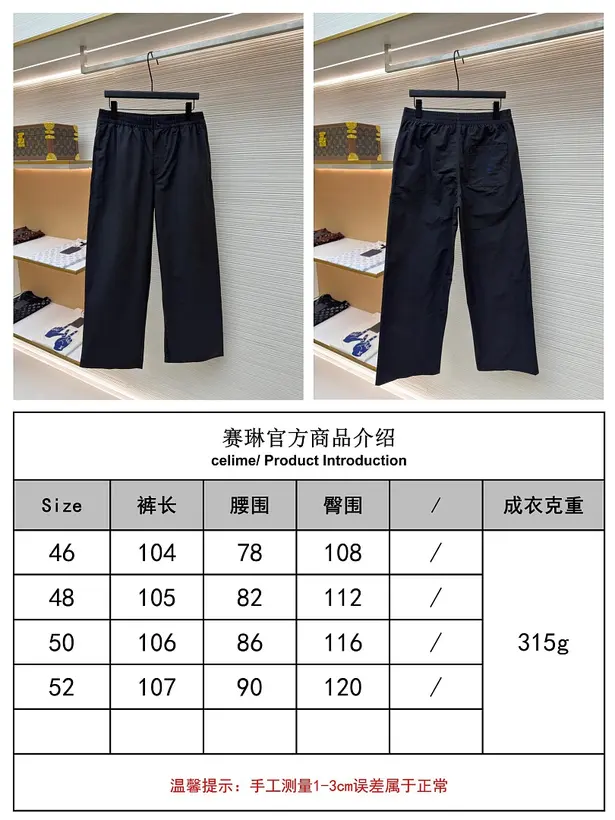 赛琳官方商品介绍
celime/ Product Introduction
Size 裤长 腰围 臀围 / 成衣克重
46 104 78 108 /
48 105 82 112 /
50 106 86 116 /
52 107 90 120 /
315g
温馨提示：手工测量1-3cm误差属于正常